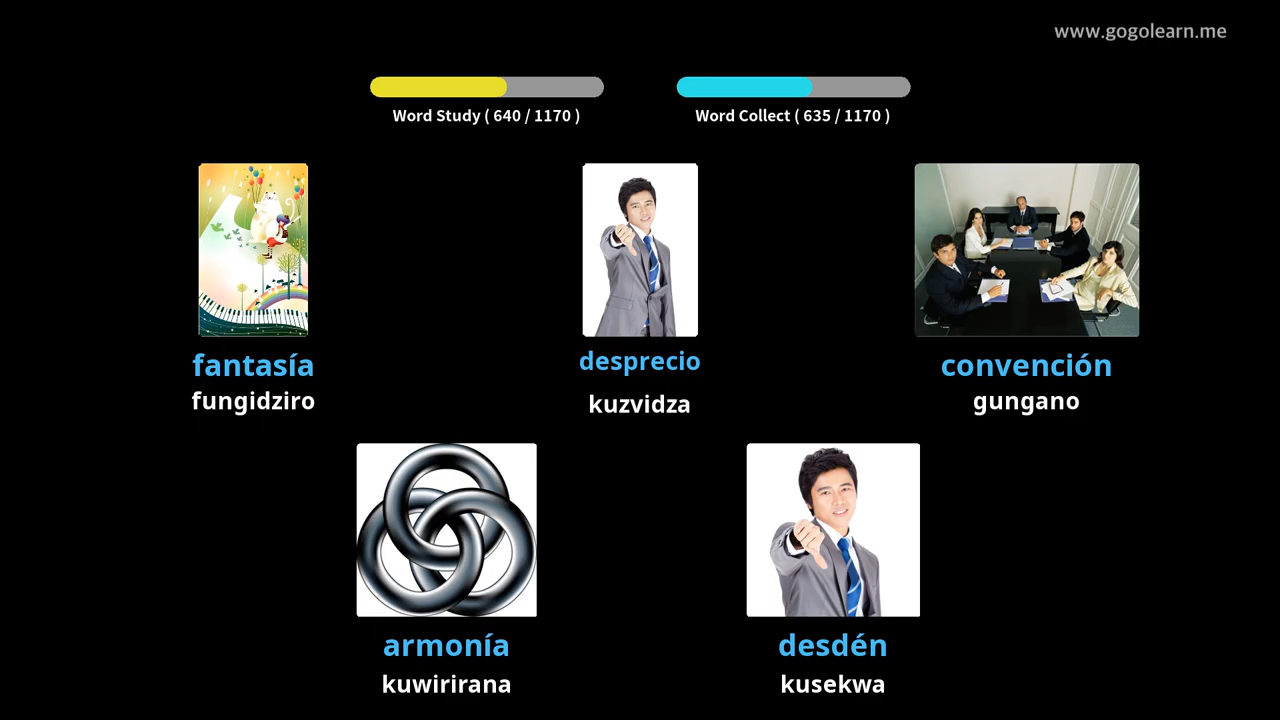 www.gogolearn.me
Word Study ( 640 / 1170 )
Word Collect ( 635 / 1170 )
fantasía
fungidziro
desprecio
kuzvidza
convención
gungano
armonía
kuwirirana
desdén
kusekwa